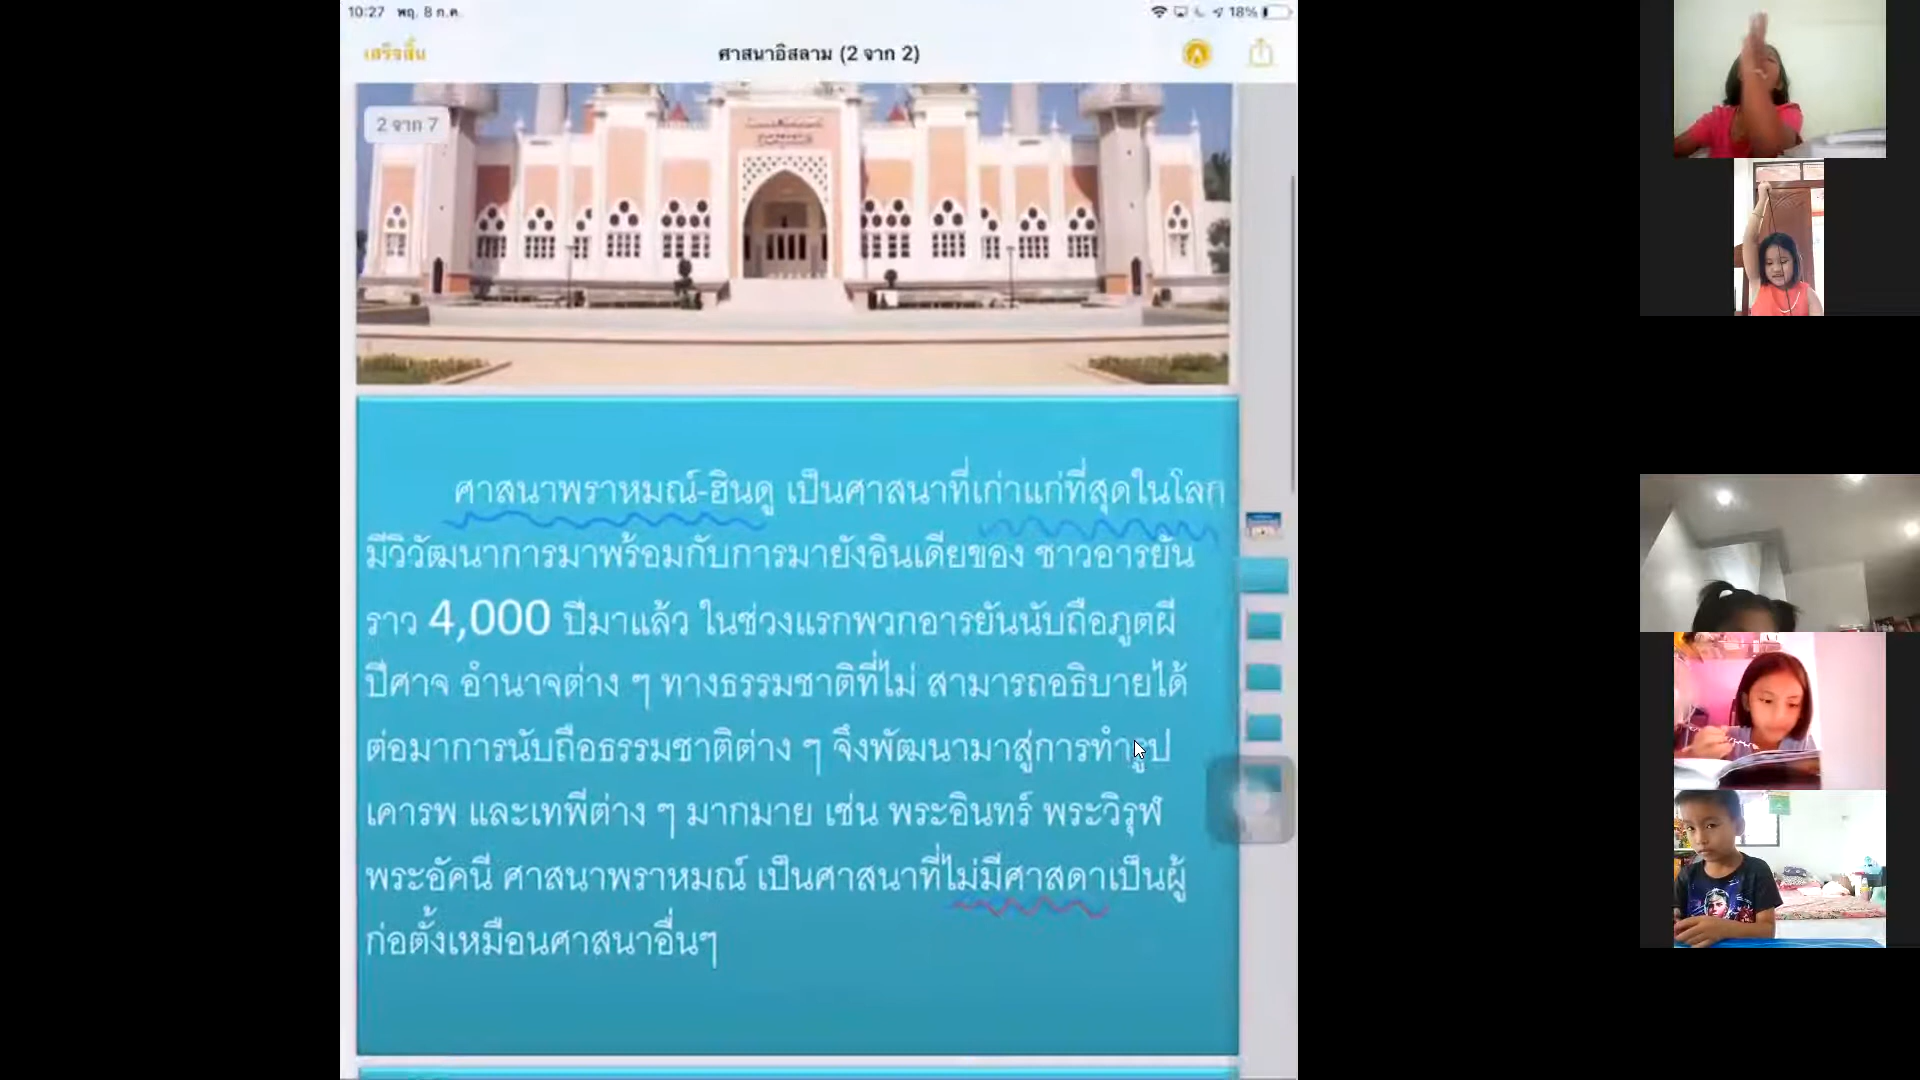 10:27 พฤ. 8 ก.ค.
18%
เสร็จสิ้น
ศาสนาอิสลาม (2 จาก 2)
2 จาก 7
ศาสนาพราหมณ์-ฮินดู เป็นศาสนาที่เก่าแก่ที่สุดในโลก
มีวิวัฒนาการมาพร้อมกับการมายังอินเดียของ ชาวอารยัน
ราว 4,000 ปีมาแล้ว ในช่วงแรกพวกอารยันนับถือภูตผี
ปีศาจ อำนาจต่าง ๆ ทางธรรมชาติที่ไม่ สามารถอธิบายได้
ต่อมาการนับถือธรรมชาติต่าง ๆ จึงพัฒนามาสู่การทำรูป
เคารพ และเทพีต่าง ๆ มากมาย เช่น พระอินทร์ พระวิรุฬ
พระอัคนี ศาสนาพราหมณ์ เป็นศาสนาที่ไม่มีศาสดาเป็นผู้
ก่อตั้งเหมือนศาสนาอื่นๆ